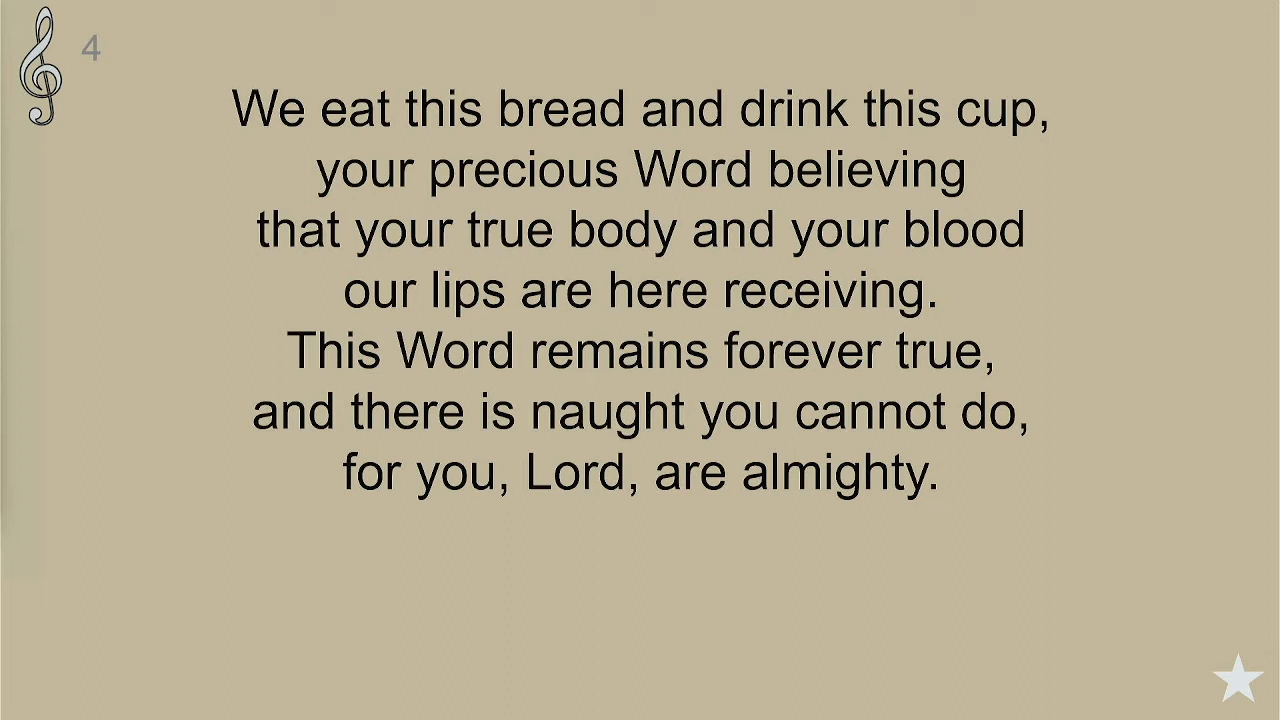 4
We eat this bread and drink this cup,
your precious Word believing
that your true body and your blood
our lips are here receiving.
This Word remains forever true,
and there is naught you cannot do,
for you, Lord, are almighty.